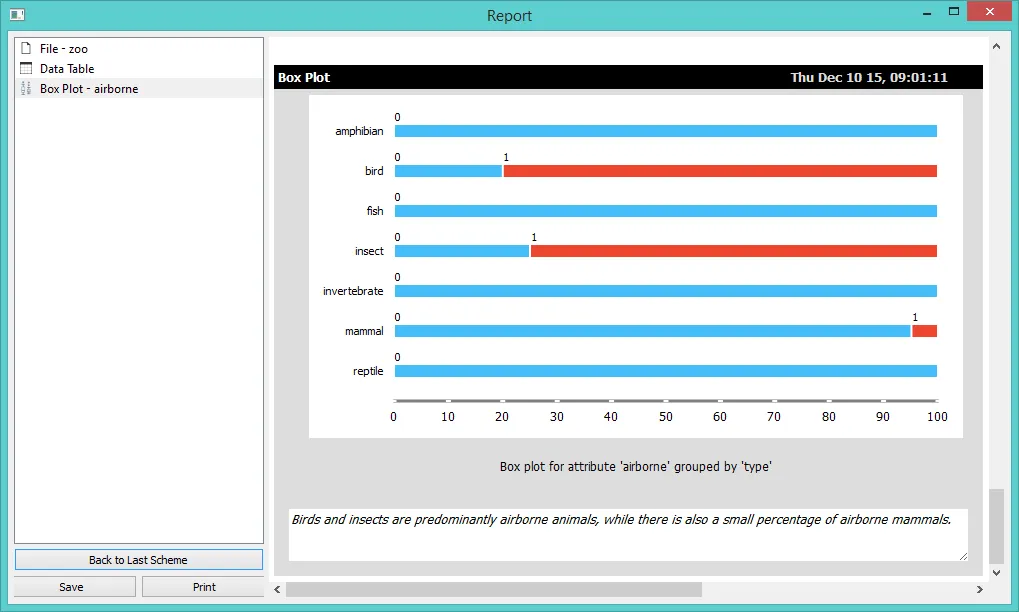 Report
File - zoo
Data Table
Box Plot - airborne
Back to Last Scheme
Save
Print
Box Plot
Thu Dec 10 15, 09:01:11
0
amphibian
0 1
bird
0
fish
0 1
insect
0
invertebrate
0 1
mammal
0
reptile
0 10 20 30 40 50 60 70 80 90 100
Box plot for attribute 'airborne' grouped by 'type'
Birds and insects are predominantly airborne animals, while there is also a small percentage of airborne mammals.